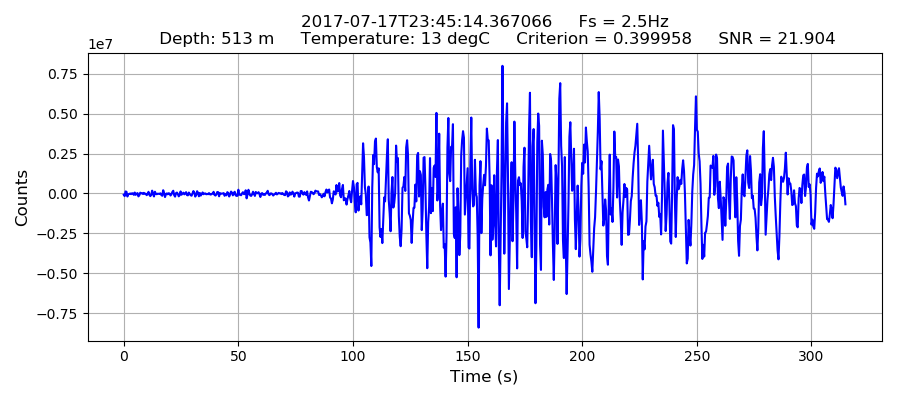 2017-07-17T23:45:14.367066 Fs = 2.5Hz
Depth: 513 m Temperature: 13 degC Criterion = 0.399958 SNR = 21.904
1e7
0.75
0.50
0.25
0.00
−0.25
−0.50
−0.75
Counts
0 50 100 150 200 250 300
Time (s)